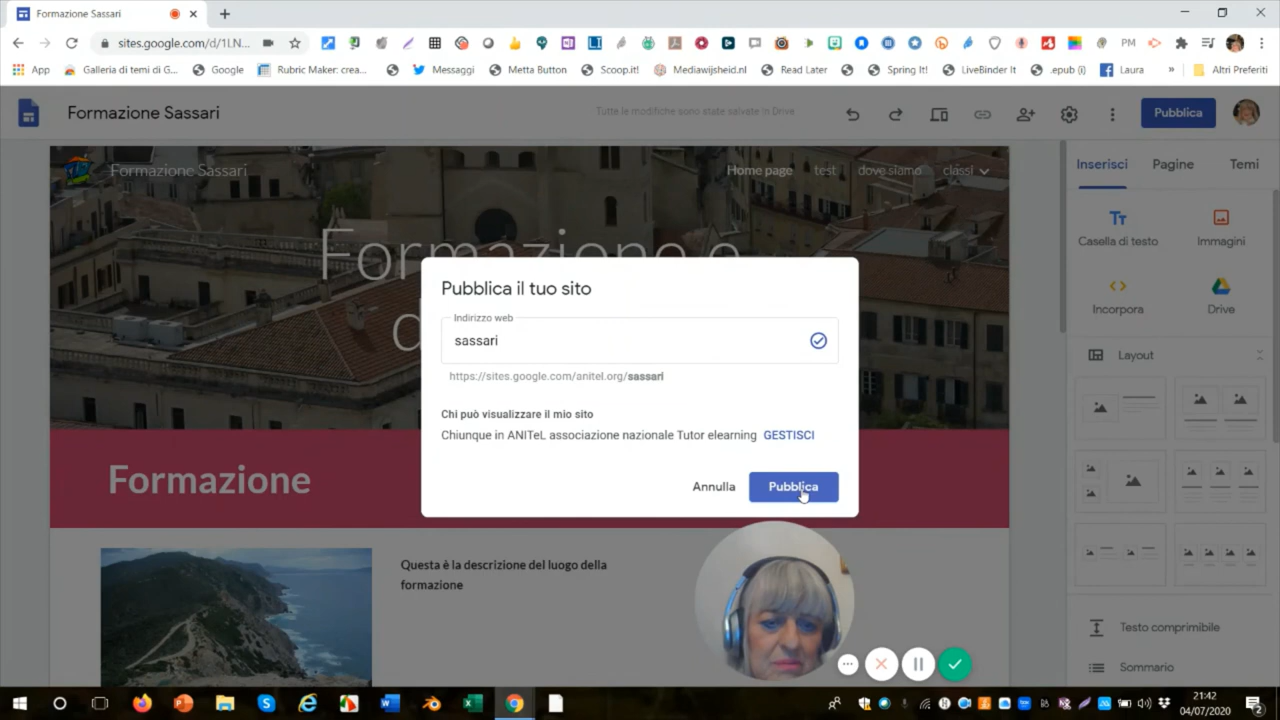 Formazione Sassari
sites.google.com/d/1LN...
PM
App
Galleria di temi di G...
Google
Rubric Maker: crea...
Messaggi
Metta Button
Scoop.it!
Mediawijsheid.nl
Read Later
Spring It!
LiveBinder It
.epub (i)
Laura
»
Altri Preferiti
Formazione Sassari
Tutte le modifiche sono state salvate in Drive
Pubblica
Formazione Sassari
Home page
test
dove siamo
classi
Inserisci
Pagine
Temi
Formazione e
d
Casella di testo
Immagini
Incorpora
Drive
Layout
Pubblica il tuo sito
Indirizzo web
sassari
https://sites.google.com/anitel.org/sassari
Chi può visualizzare il mio sito
Chiunque in ANITeL associazione nazionale Tutor elearning GESTISCI
Annulla
Pubblica
Formazione
Questa è la descrizione del luogo della
formazione
Testo comprimibile
Sommario
21:42
04/07/2020
2